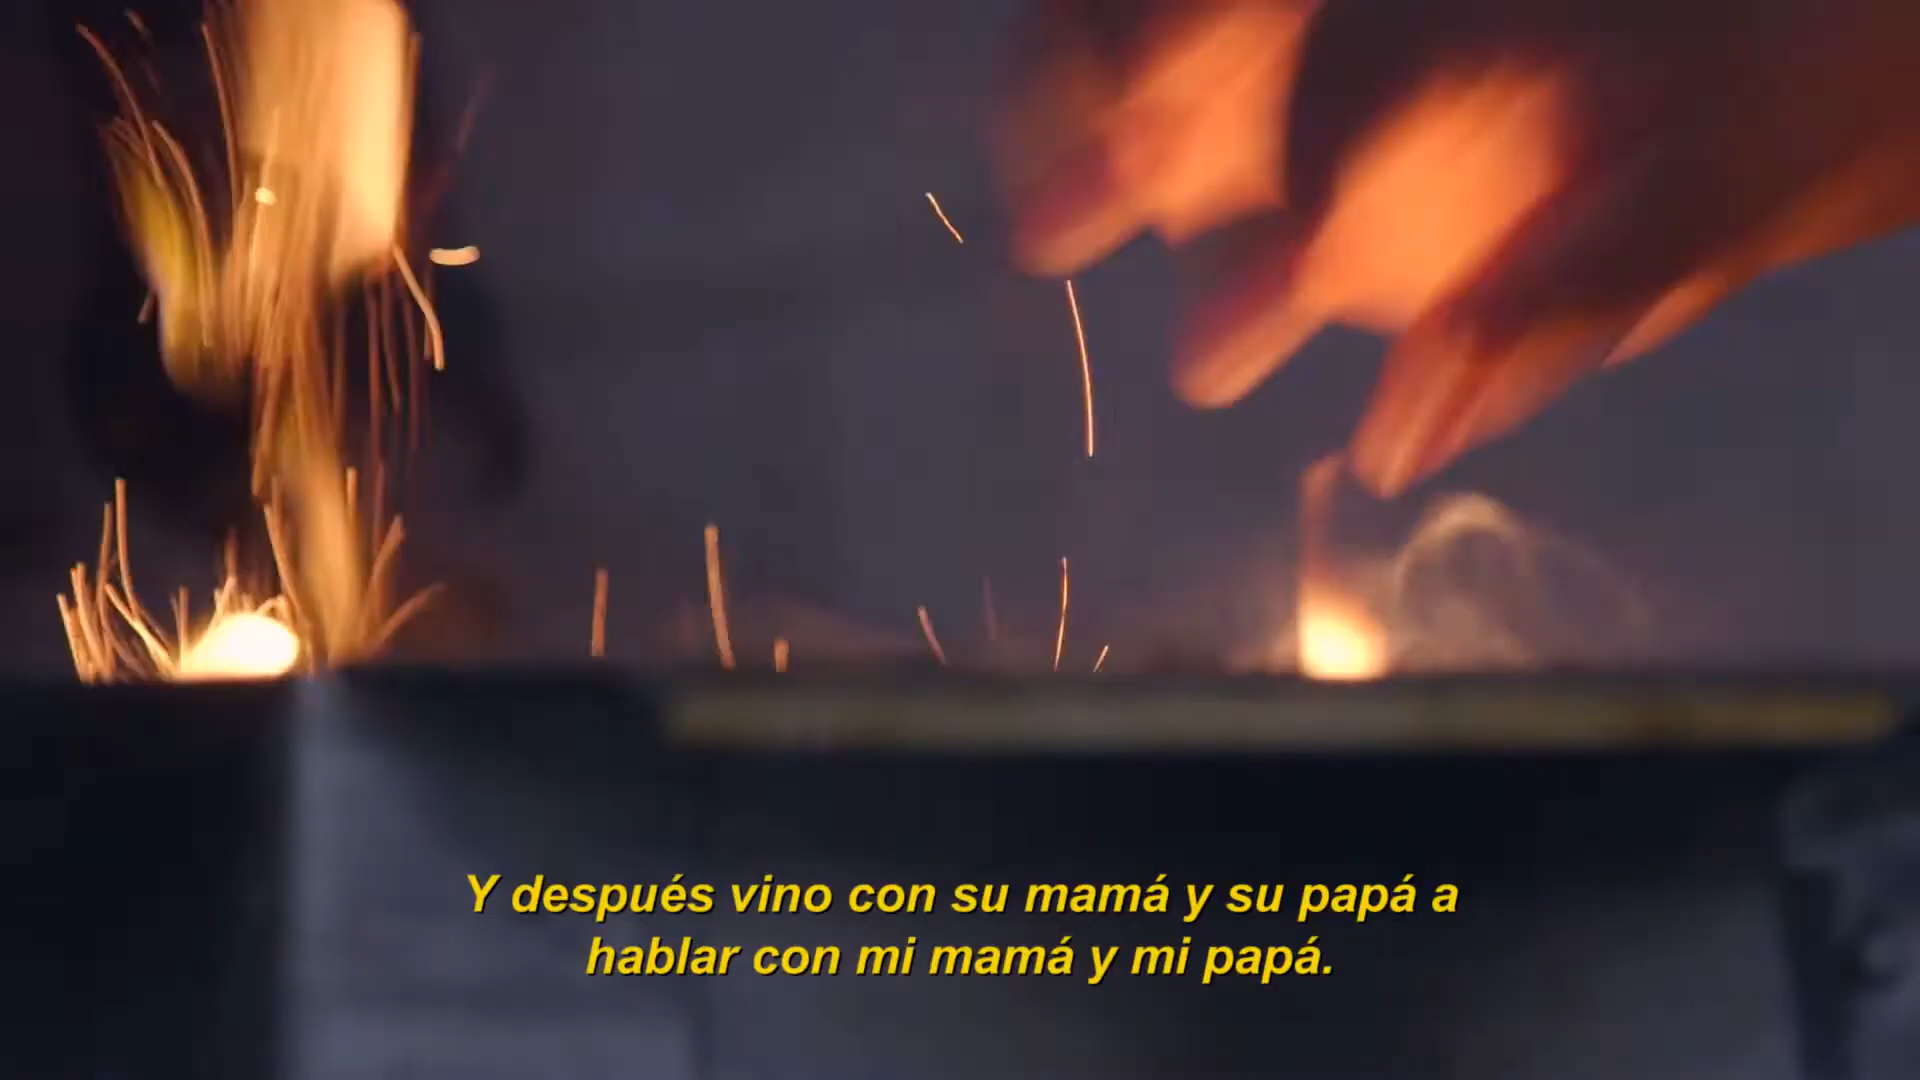 Y después vino con su mamá y su papá a
hablar con mi mamá y mi papá.